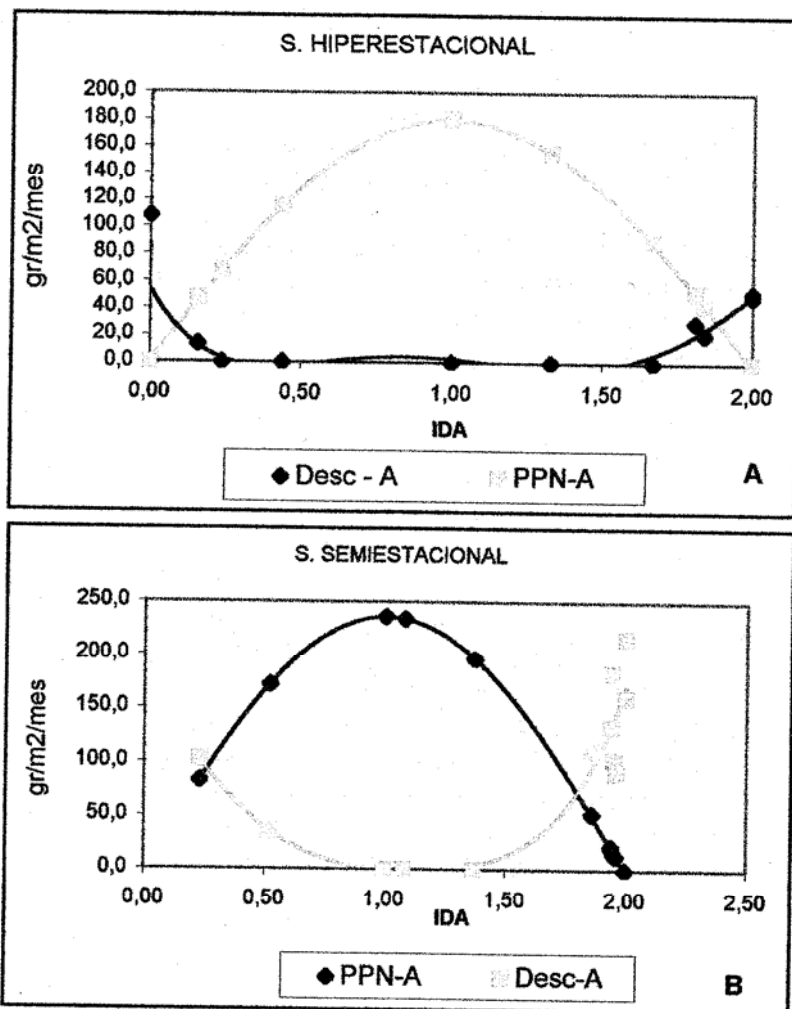 S. HIPERESTACIONAL
200,0
180,0
160,0
140,0
120,0
100,0
80,0
60,0
40,0
20,0
0,0
gr/m2/mes
0,00 0,50 1,00 1,50 2,00
IDA
Desc - A PPN-A
A
S. SEMIESTACIONAL
250,0
200,0
150,0
100,0
50,0
0,0
gr/m2/mes
0,00 0,50 1,00 1,50 2,00 2,50
IDA
PPN-A Desc-A
B